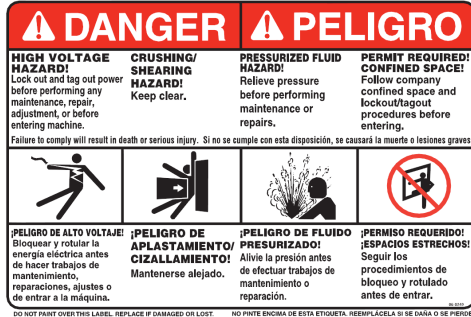 DANGER
PELIGRO
HIGH VOLTAGE
HAZARD!
Lock out and tag out power
before performing any
maintenance, repair,
adjustment, or before
entering machine.
CRUSHING/
SHEARING
HAZARD!
Keep clear.
PRESSURIZED FLUID
HAZARD!
Relieve pressure
before performing
maintenance or
repairs.
PERMIT REQUIRED!
CONFINED SPACE!
Follow company
confined space and
lockout/tagout
procedures before
entering.
Failure to comply will result in death or serious injury. Si no se cumple con esta disposición, se causará la muerte o lesiones graves
¡PELIGRO DE ALTO VOLTAJE!
Bloquear y rotular la
energía eléctrica antes
de hacer trabajos de
mantenimiento,
reparaciones, ajustes o
de entrar a la máquina.
¡PELIGRO DE
APLASTAMIENTO/
CIZALLAMIENTO!
Mantenerse alejado.
¡PELIGRO DE FLUIDO
PRESURIZADO!
Alivie la presión antes
de efectuar trabajos de
mantenimiento o
reparación.
¡PERMISO REQUERIDO!
¡ESPACIOS ESTRECHOS!
Seguir los
procedimientos de
bloqueo y rotulado
antes de entrar.
DO NOT PAINT OVER THIS LABEL. REPLACE IF DAMAGED OR LOST.
NO PINTE ENCIMA DE ESTA ETIQUETA. REEMPLÁCELA SI SE DAÑA O SE PIERDE